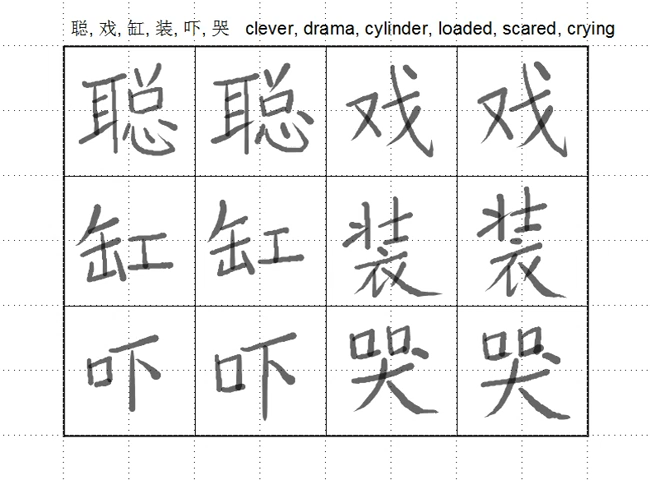 聪, 戏, 缸, 装, 吓, 哭 clever, drama, cylinder, loaded, scared, crying
聪 聪 戏 戏
缸 缸 装 装
吓 吓 哭 哭